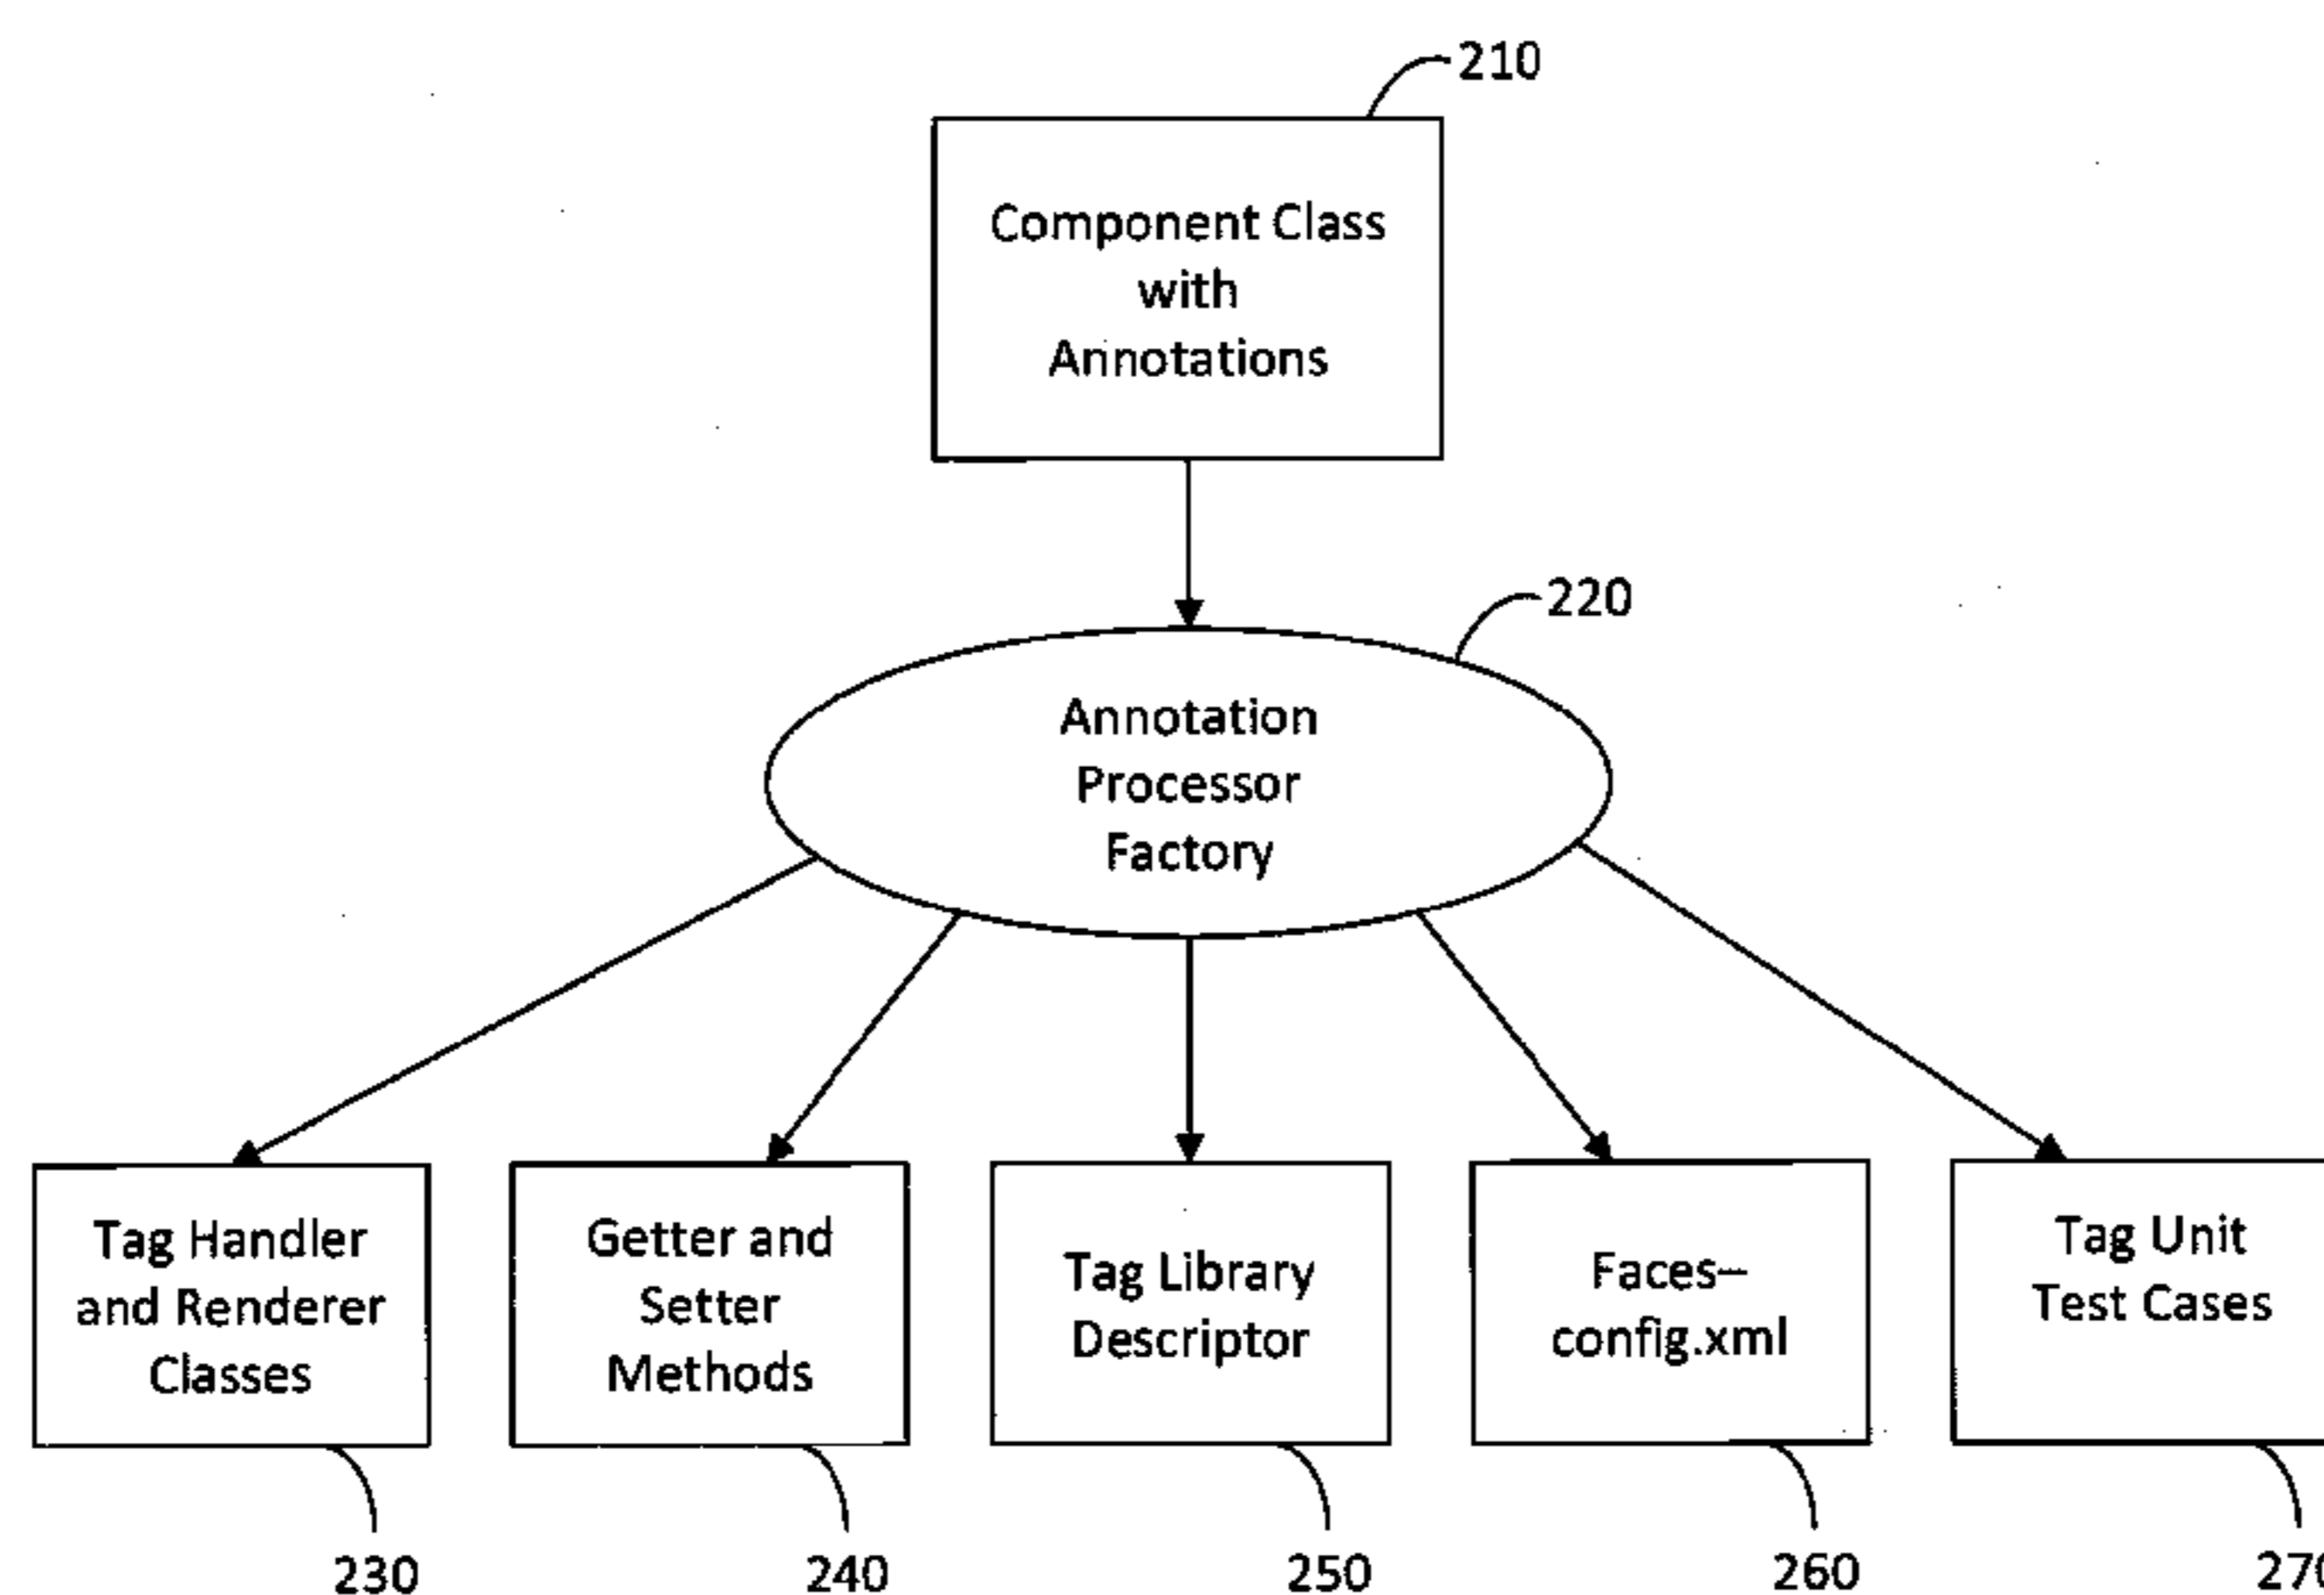 210
Component Class
with
Annotations
220
Annotation
Processor
Factory
Tag Handler
and Renderer
Classes
Getter and
Setter
Methods
Tag Library
Descriptor
Faces–
config.xml
Tag Unit
Test Cases
230
240
250
260
270